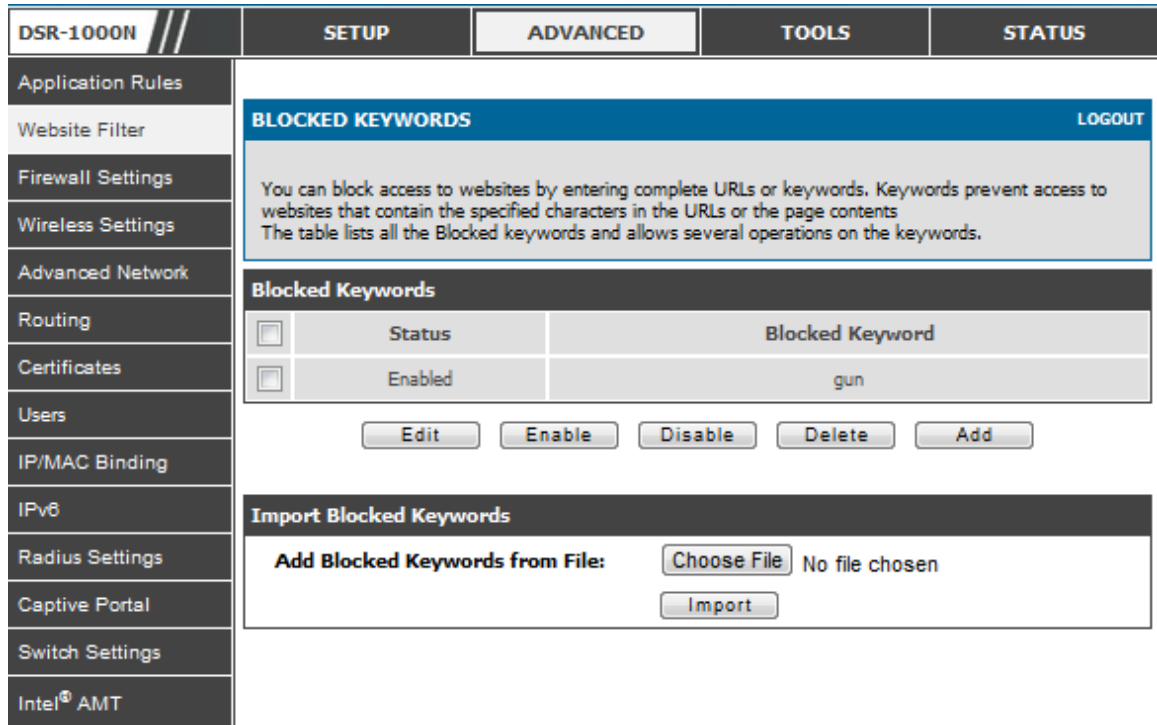 DSR-1000N
SETUP
ADVANCED
TOOLS
STATUS
Application Rules
Website Filter
Firewall Settings
Wireless Settings
Advanced Network
Routing
Certificates
Users
IP/MAC Binding
IPv6
Radius Settings
Captive Portal
Switch Settings
Intel® AMT
BLOCKED KEYWORDS
LOGOUT
You can block access to websites by entering complete URLs or keywords. Keywords prevent access to
websites that contain the specified characters in the URLs or the page contents
The table lists all the Blocked keywords and allows several operations on the keywords.
Blocked Keywords
Status
Blocked Keyword
Enabled
gun
Edit
Enable
Disable
Delete
Add
Import Blocked Keywords
Add Blocked Keywords from File:
Choose File
No file chosen
Import